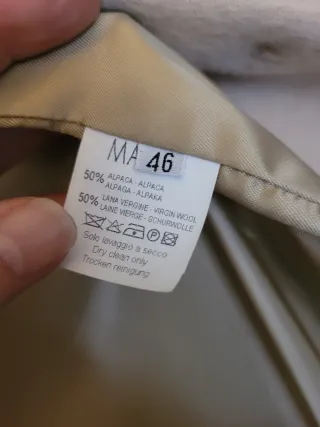 MA 46
50% ALPACA - ALPACA
ALPAGA - ALPAKA
50% LANA VERGINE - VIRGIN WOOL
LAINE VIERGE - SCHURWOLLE
P
Solo lavaggio a secco
Dry clean only
Trocken reinigung